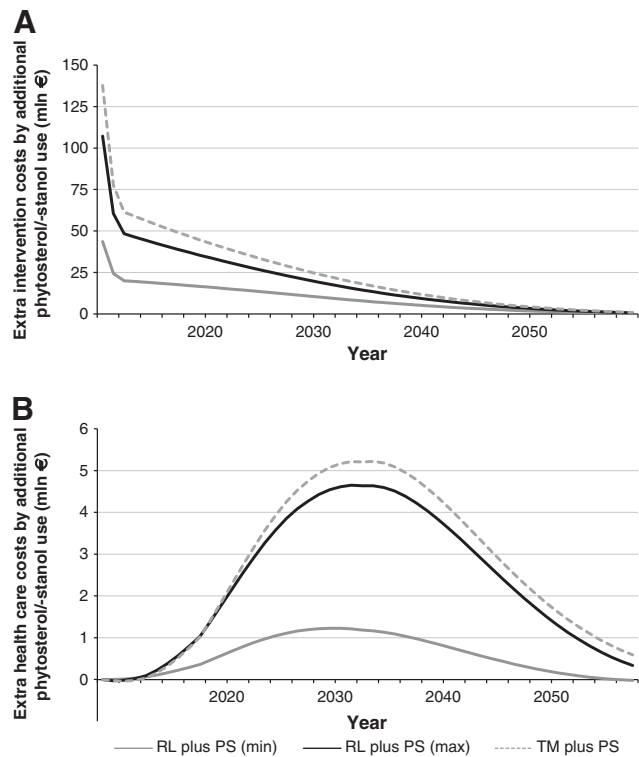 A
Extra intervention costs by additional
phytosterol/-stanol use (mln €)
150
125
100
75
50
25
0
2020 2030 2040 2050
Year
B
Extra health care costs by additional
phytosterol/-stanol use (mln €)
6
5
4
3
2
1
0
2020 2030 2040 2050
Year
RL plus PS (min) RL plus PS (max) TM plus PS